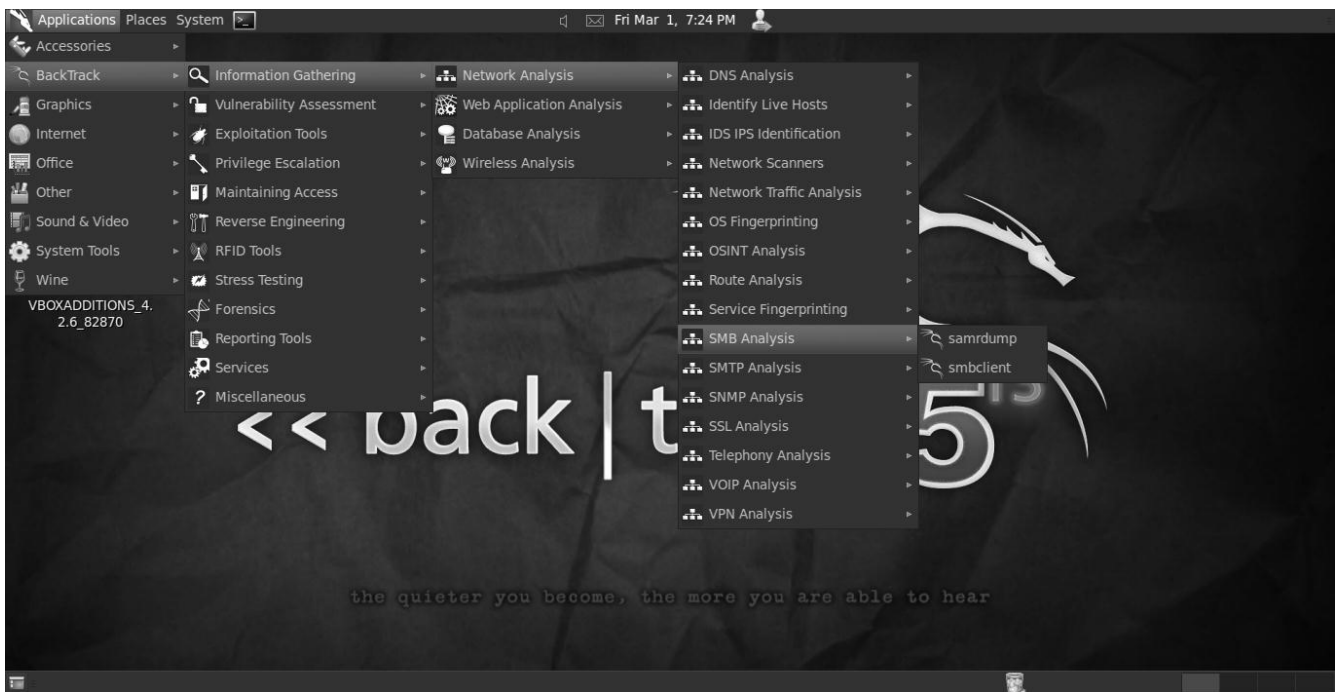 Applications Places System
Fri Mar 1, 7:24 PM
Accessories
BackTrack
Graphics
Internet
Office
Other
Sound & Video
System Tools
Wine
VBOXADDITIONS_4.
2.6_82870
Information Gathering
Vulnerability Assessment
Exploitation Tools
Privilege Escalation
Maintaining Access
Reverse Engineering
RFID Tools
Stress Testing
Forensics
Reporting Tools
Services
Miscellaneous
Network Analysis
Web Application Analysis
Database Analysis
Wireless Analysis
DNS Analysis
Identify Live Hosts
IDS IPS Identification
Network Scanners
Network Traffic Analysis
OS Fingerprinting
OSINT Analysis
Route Analysis
Service Fingerprinting
SMB Analysis
SMTP Analysis
SNMP Analysis
SSL Analysis
Telephony Analysis
VOIP Analysis
VPN Analysis
samrdump
smbclient
<< back | t 5
the quieter you become, the more you are able to hear